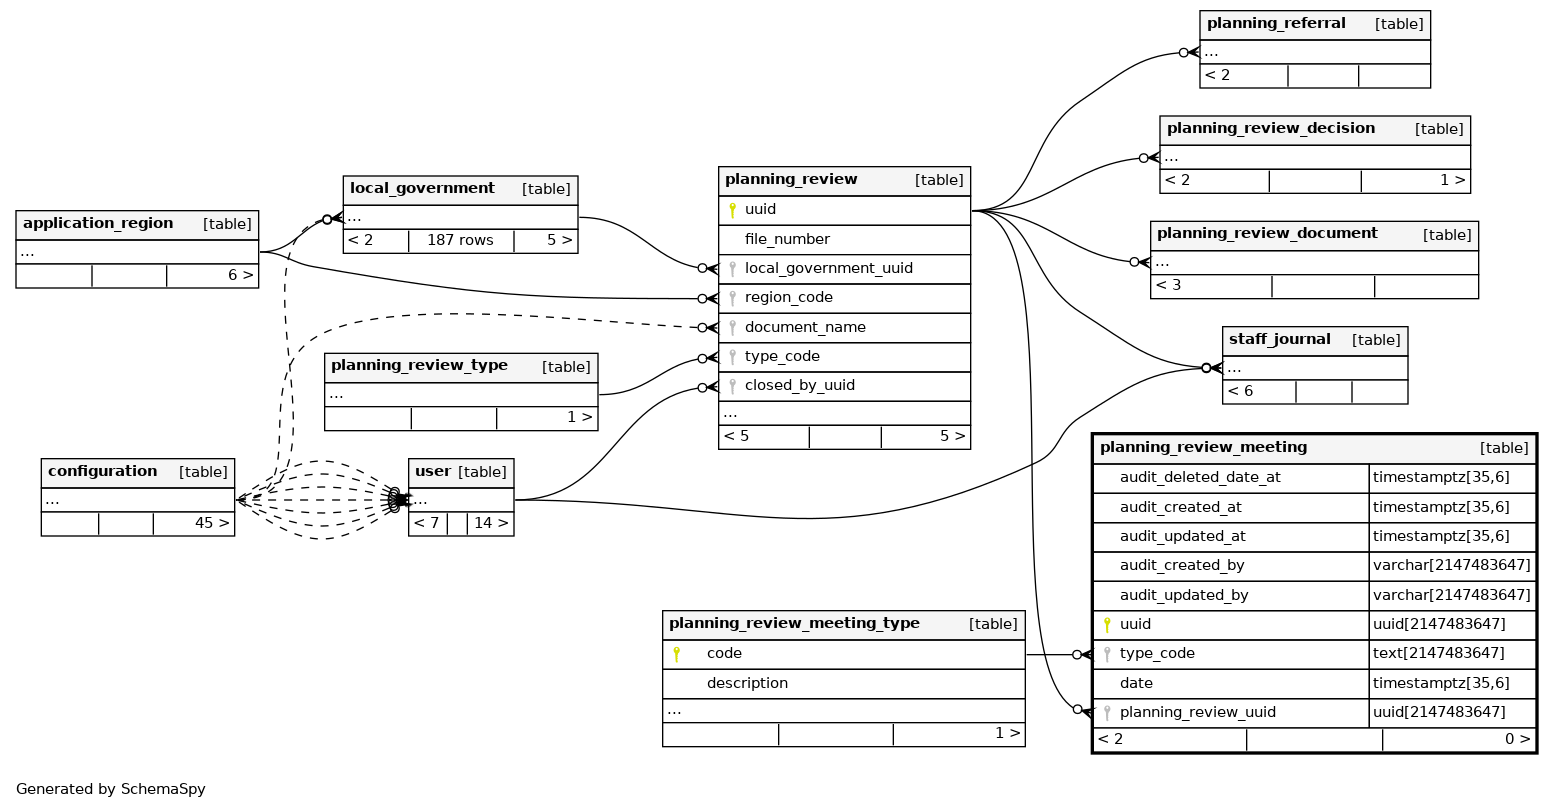 planning_referral [table]
...
< 2
planning_review_decision [table]
...
< 2 1 >
planning_review_document [table]
...
< 3
staff_journal [table]
...
< 6
application_region [table]
...
6 >
local_government [table]
...
< 2 187 rows 5 >
planning_review [table]
uuid
file_number
local_government_uuid
region_code
document_name
type_code
closed_by_uuid
...
< 5 5 >
planning_review_type [table]
...
1 >
configuration [table]
...
45 >
user [table]
...
< 7 14 >
planning_review_meeting [table]
audit_deleted_date_at timestamptz[35,6]
audit_created_at timestamptz[35,6]
audit_updated_at timestamptz[35,6]
audit_created_by varchar[2147483647]
audit_updated_by varchar[2147483647]
uuid uuid[2147483647]
type_code text[2147483647]
date timestamptz[35,6]
planning_review_uuid uuid[2147483647]
< 2 0 >
planning_review_meeting_type [table]
code
description
...
1 >
Generated by SchemaSpy